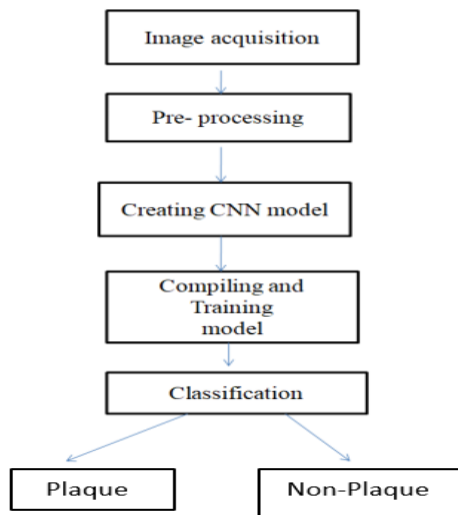 Image acquisition
Pre- processing
Creating CNN model
Compiling and
Training
model
Classification
Plaque
Non-Plaque